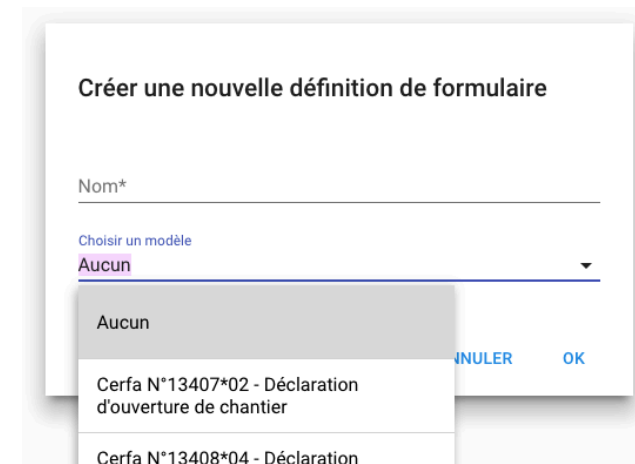 Créer une nouvelle définition de formulaire
Nom*
Choisir un modèle
Aucun
Aucun
NNULER OK
Cerfa N°13407*02 - Déclaration
d'ouverture de chantier
Cerfa N°13408*04 - Déclaration